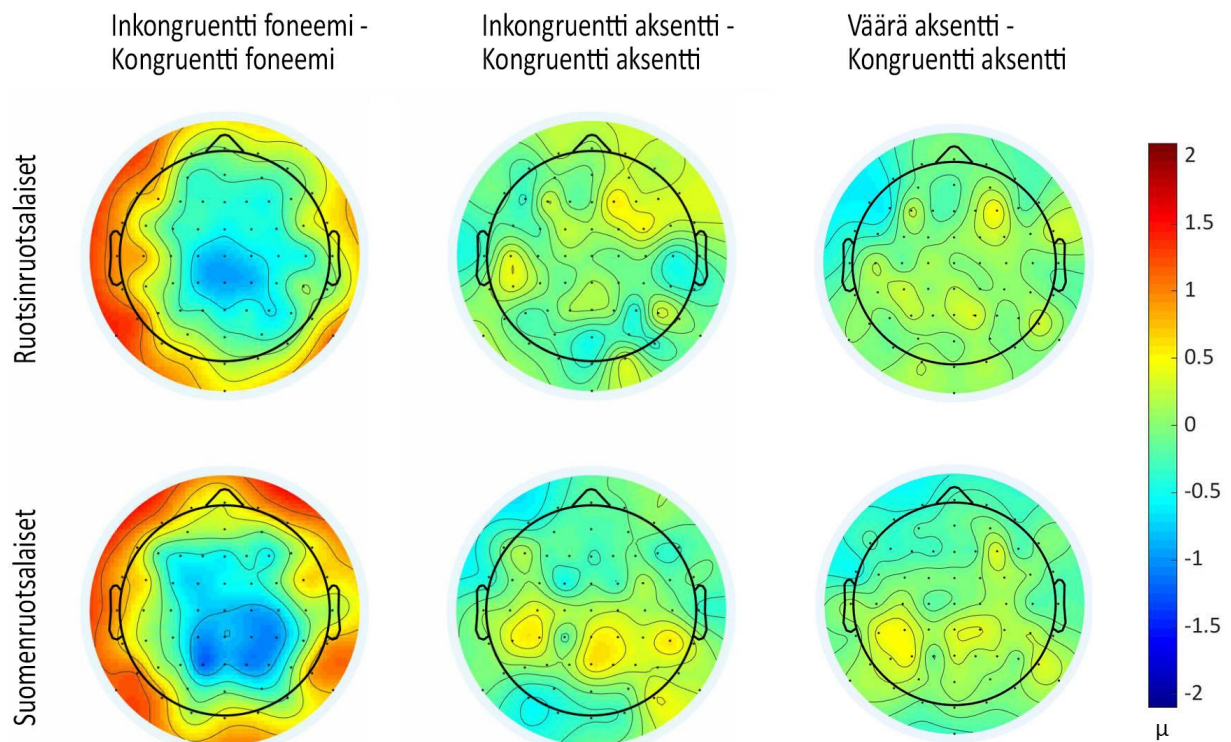 Inkongruentti foneemi -
Kongruentti foneemi
Inkongruentti aksentti -
Kongruentti aksentti
Väärä aksentti -
Kongruentti aksentti
Ruotsinruotsalaiset
Suomenruotsalaiset
2
1.5
1
0.5
0
-0.5
-1
-1.5
-2
μ